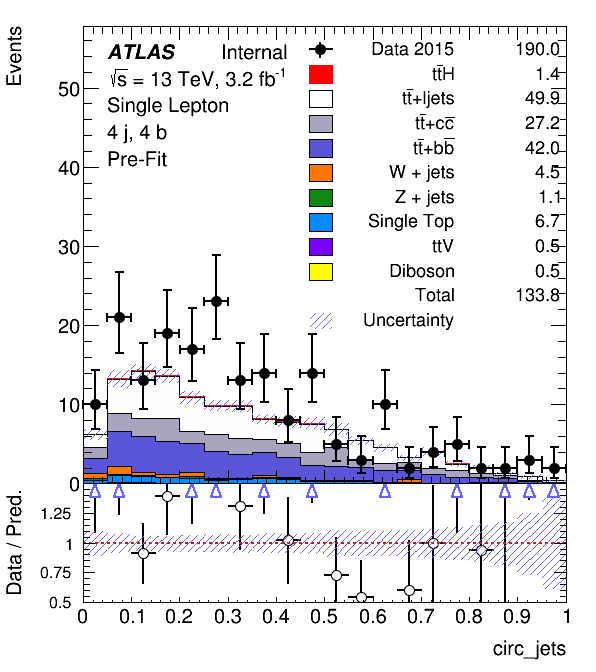 Events
ATLAS Internal
√s = 13 TeV, 3.2 fb⁻¹
Single Lepton
4 j, 4 b
Pre-Fit
Data 2015 190.0
tt̄H 1.4
tt̄+ljets 49.9
tt̄+cc̄ 27.2
tt̄+bb̄ 42.0
W + jets 4.5
Z + jets 1.1
Single Top 6.7
ttV 0.5
Diboson 0.5
Total 133.8
Uncertainty
50
40
30
20
10
0
Data / Pred.
1.25
1
0.75
0.5
0 0.1 0.2 0.3 0.4 0.5 0.6 0.7 0.8 0.9 1
circ_jets